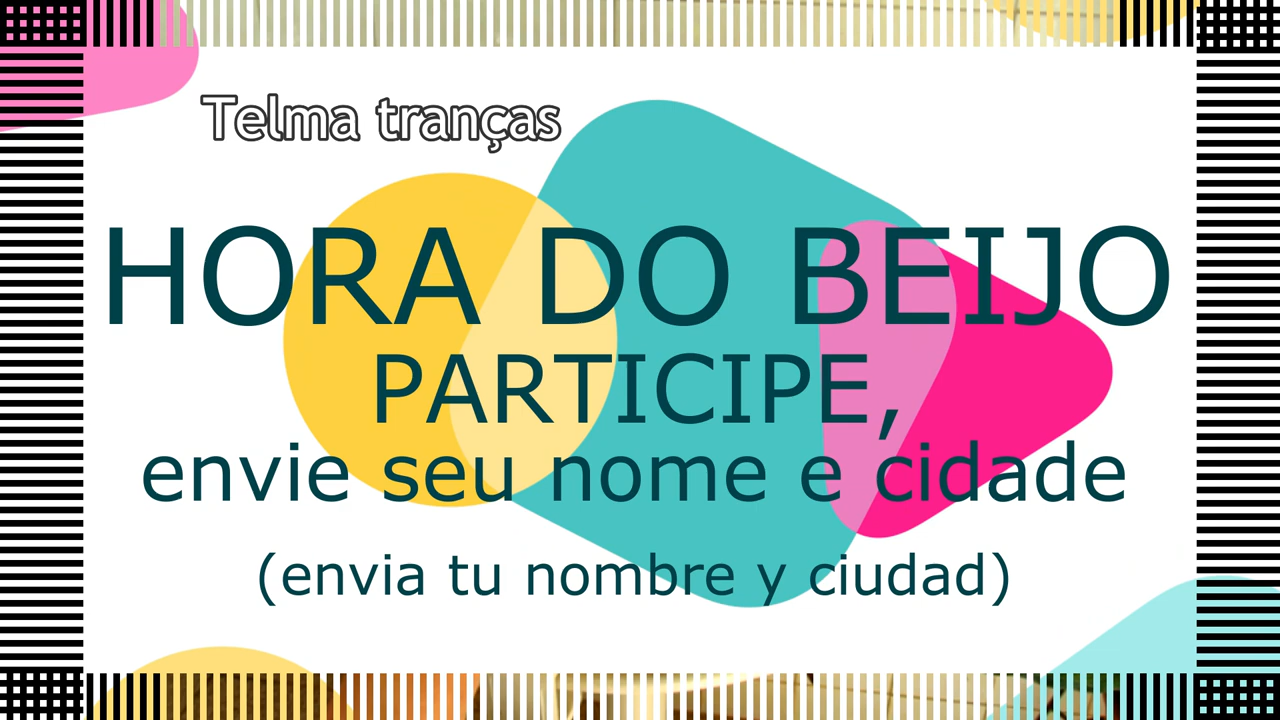 Telma tranças
HORA DO BEIJO
PARTICIPE,
envie seu nome e cidade
(envia tu nombre y ciudad)